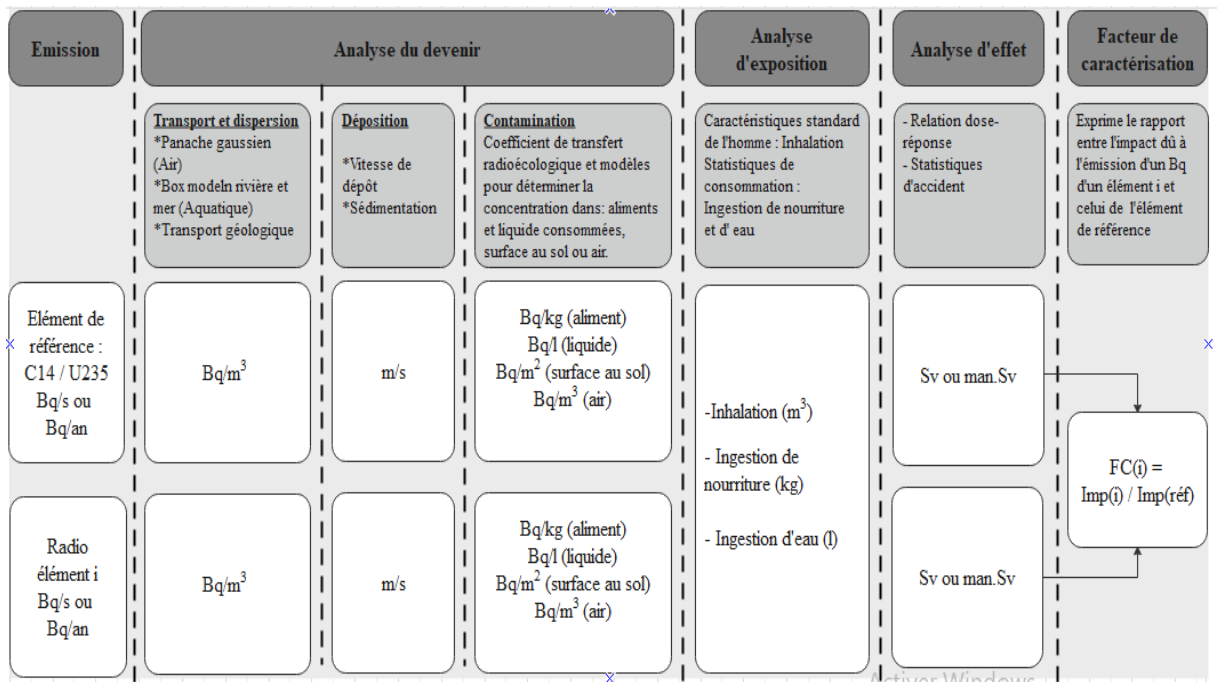 Emission
Analyse du devenir
Analyse
d'exposition
Analyse d'effet
Facteur de
caractérisation
Transport et dispersion
*Panache gaussien
(Air)
*Box modeln rivière et
mer (Aquatique)
*Transport géologique
Déposition
*Vitesse de
dépôt
*Sédimentation
Contamination
Coefficient de transfert
radioécologique et modèles
pour déterminer la
concentration dans: aliments
et liquide consommées,
surface au sol ou air.
Caractéristiques standard
de l'homme : Inhalation
Statistiques de
consommation :
Ingestion de nourriture
et d' eau
- Relation dose-
réponse
- Statistiques
d'accident
Exprime le rapport
entre l'impact dû à
l'émission d'un Bq
d'un élément i et
celui de l'élément
de référence
Elément de
référence :
C14 / U235
Bq/s ou
Bq/an
Bq/m³
m/s
Bq/kg (aliment)
Bq/l (liquide)
Bq/m² (surface au sol)
Bq/m³ (air)
-Inhalation (m³)
- Ingestion de
nourriture (kg)
- Ingestion d'eau (l)
Sv ou man.Sv
FC(i) =
Imp(i) / Imp(réf)
Radio
élément i
Bq/s ou
Bq/an
Bq/m³
m/s
Bq/kg (aliment)
Bq/l (liquide)
Bq/m² (surface au sol)
Bq/m³ (air)
Sv ou man.Sv
Activer Windows